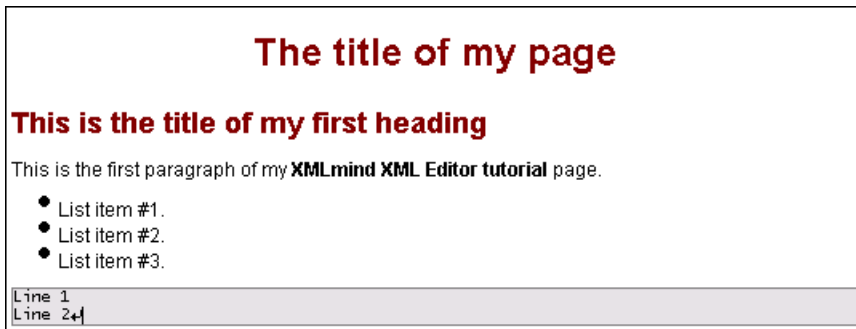 The title of my page
This is the title of my first heading
This is the first paragraph of my XMLmind XML Editor tutorial page.
List item #1.
List item #2.
List item #3.
Line 1
Line 2↵